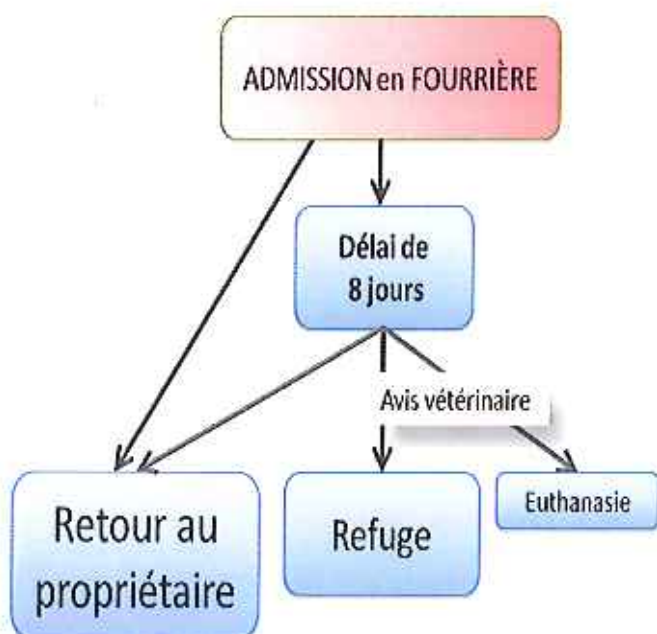 ADMISSION en FOURRIÈRE
Délai de
8 jours
Avis vétérinaire
Retour au
propriétaire
Refuge
Euthanasie